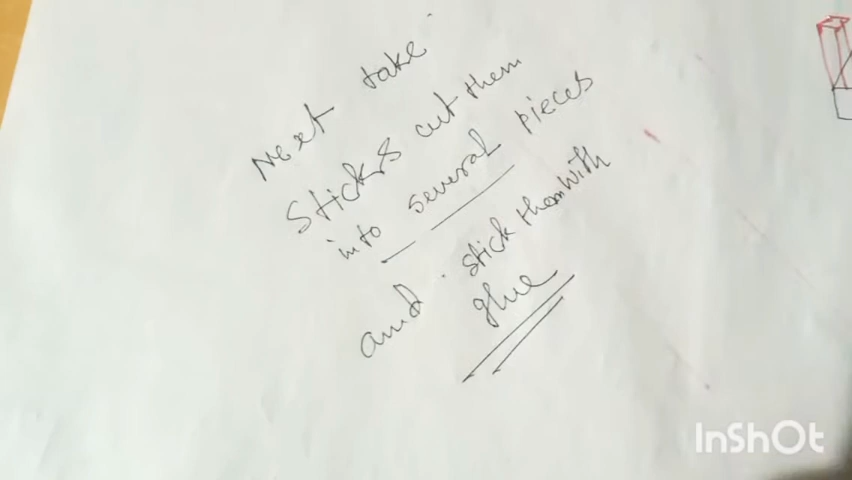 Next take
Sticks cut them
into several pieces
and stick them with
glue
InShOt